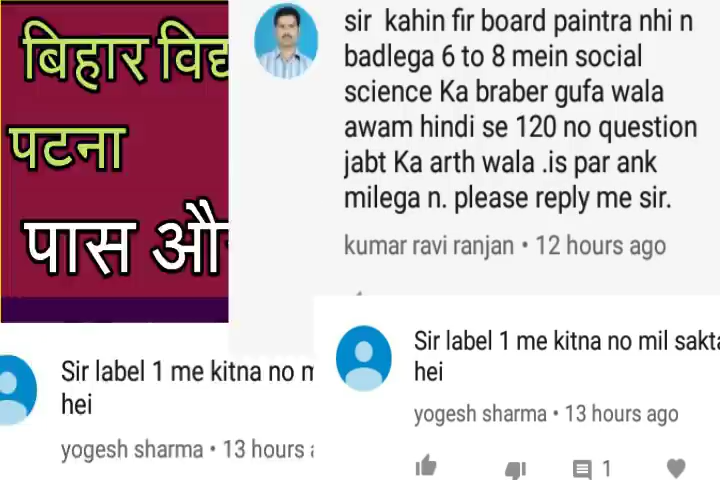 बिहार विद
पटना
पास औ
sir kahin fir board paintra nhi n
badlega 6 to 8 mein social
science Ka braber gufa wala
awam hindi se 120 no question
jabt Ka arth wala .is par ank
milega n. please reply me sir.
kumar ravi ranjan • 12 hours ago
Sir label 1 me kitna no m
hei
yogesh sharma • 13 hours a
Sir label 1 me kitna no mil sakta
hei
yogesh sharma • 13 hours ago
1